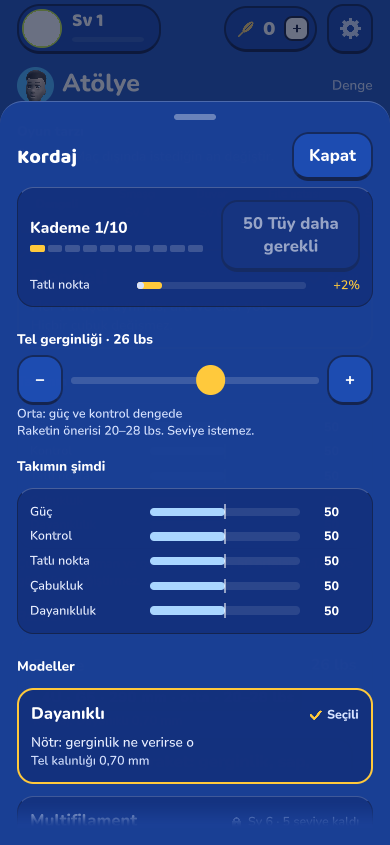 Sv 1
0 +
Atölye
Denge
Kordaj
Kapat
Kademe 1/10
50 Tüy daha
gerekli
Tatlı nokta +2%
Tel gerginliği · 26 lbs
− +
Orta: güç ve kontrol dengede
Raketin önerisi 20–28 lbs. Seviye istemez.
Takımın şimdi
Güç 50
Kontrol 50
Tatlı nokta 50
Çabukluk 50
Dayanıklılık 50
Modeller
Dayanıklı Seçili
Nötr: gerginlik ne verirse o
Tel kalınlığı 0,70 mm
Multifilament Sv 6 · 5 seviye kaldı